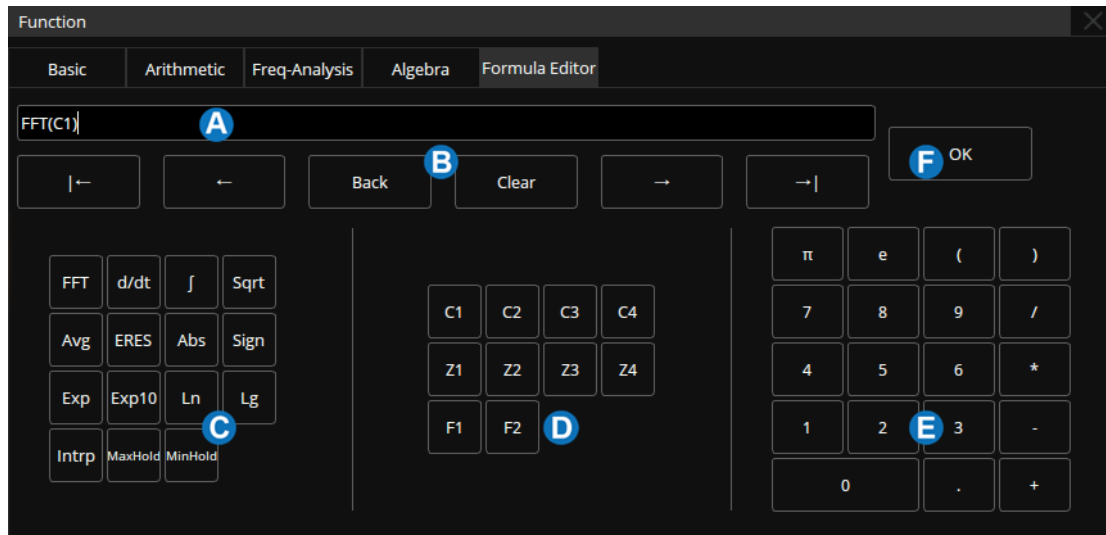 Function
Basic Arithmetic Freq-Analysis Algebra Formula Editor
FFT(C1) A
F OK
|← ← Back B Clear → →|
π e ( )
FFT d/dt ∫ Sqrt
C1 C2 C3 C4
7 8 9 /
Avg ERES Abs Sign
Z1 Z2 Z3 Z4
4 5 6 *
Exp Exp10 Ln Lg
C
F1 F2 D
1 2 E 3 -
Intrp MaxHold MinHold
0 . +